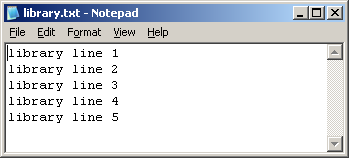 library.txt - Notepad
File Edit Format View Help
library line 1
library line 2
library line 3
library line 4
library line 5